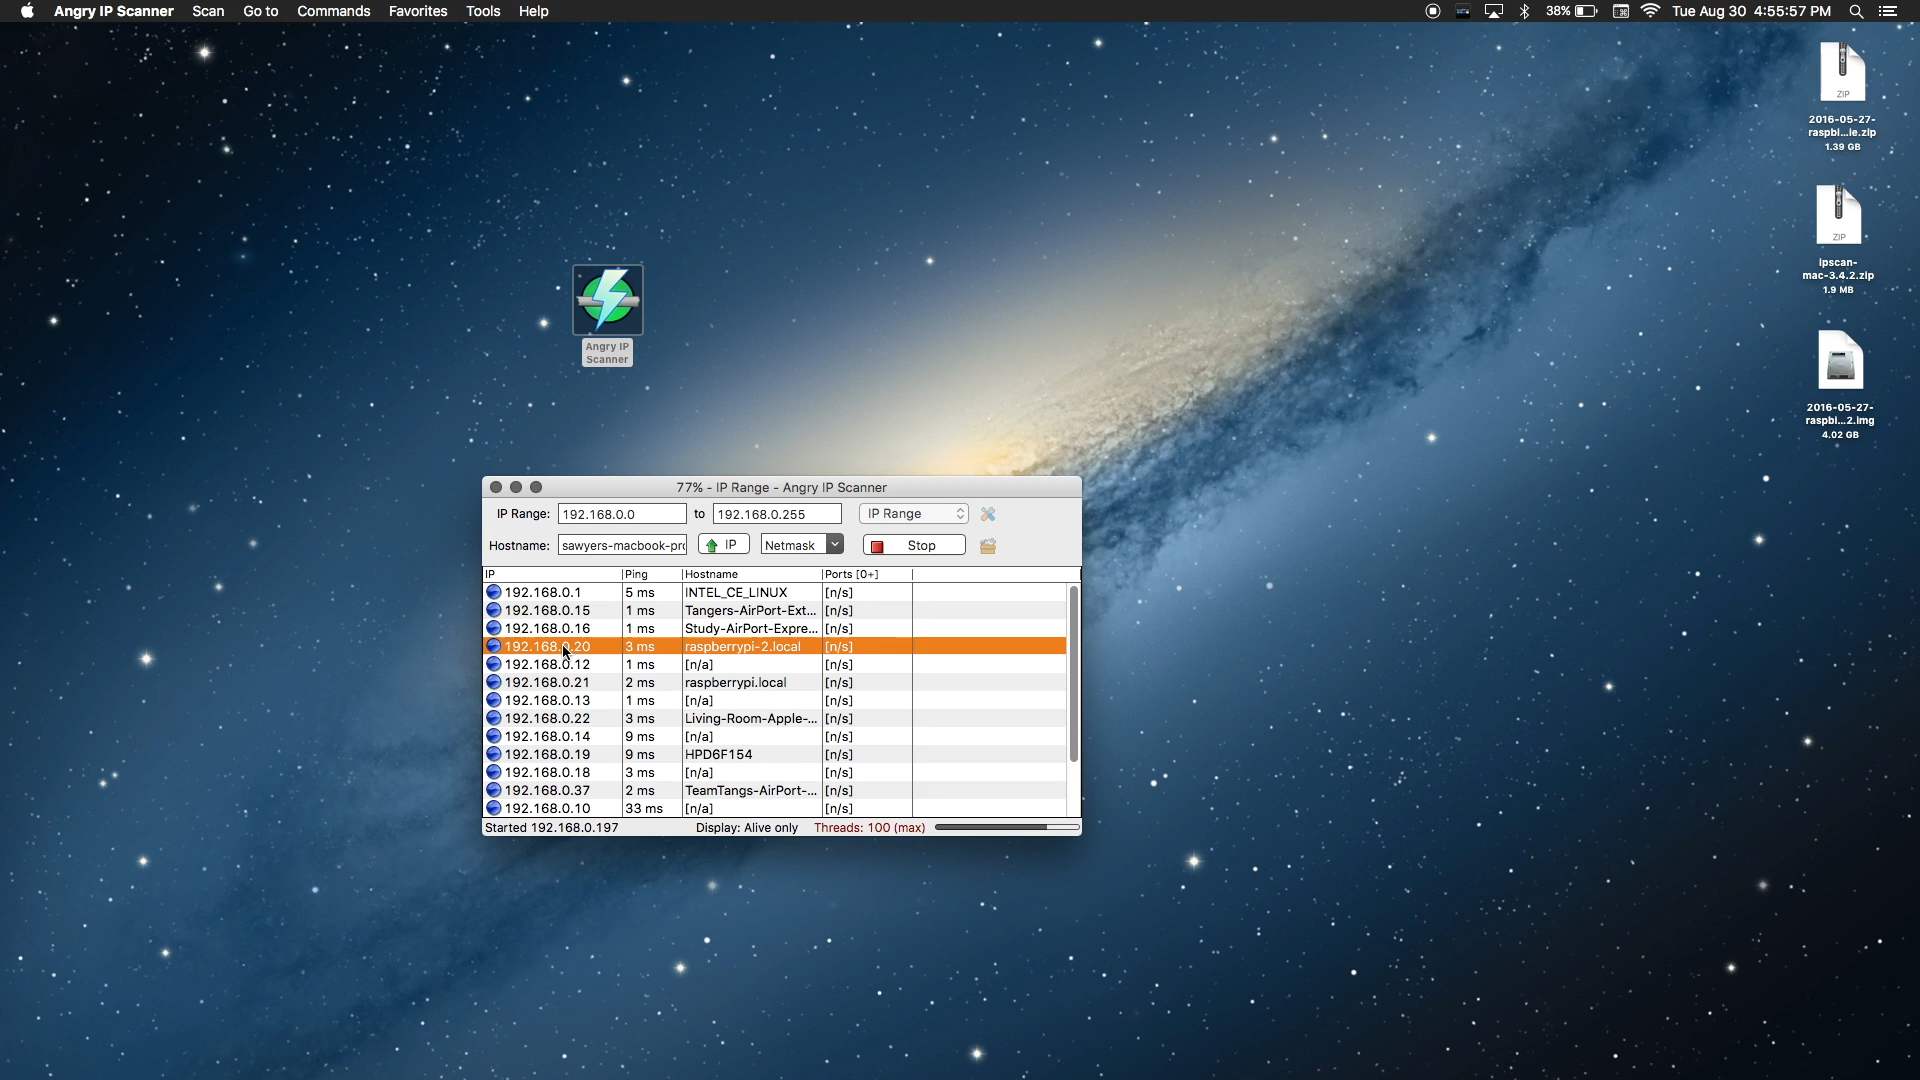 Angry IP Scanner Scan Go to Commands Favorites Tools Help 38% Tue Aug 30 4:55:57 PM
ZIP
2016-05-27-
raspbi...ie.zip
1.39 GB
ZIP
ipscan-
mac-3.4.2.zip
1.9 MB
Angry IP
Scanner
2016-05-27-
raspbi...2.img
4.02 GB
77% - IP Range - Angry IP Scanner
IP Range: 192.168.0.0 to 192.168.0.255 IP Range
Hostname: sawyers-macbook-pro IP Netmask Stop
IP Ping Hostname Ports [0+]
192.168.0.1 5 ms INTEL_CE_LINUX [n/s]
192.168.0.15 1 ms Tangers-AirPort-Ext... [n/s]
192.168.0.16 1 ms Study-AirPort-Expre... [n/s]
192.168.0.20 3 ms raspberrypi-2.local [n/s]
192.168.0.12 1 ms [n/a] [n/s]
192.168.0.21 2 ms raspberrypi.local [n/s]
192.168.0.13 1 ms [n/a] [n/s]
192.168.0.22 3 ms Living-Room-Apple-... [n/s]
192.168.0.14 9 ms [n/a] [n/s]
192.168.0.19 9 ms HPD6F154 [n/s]
192.168.0.18 3 ms [n/a] [n/s]
192.168.0.37 2 ms TeamTangs-AirPort-... [n/s]
192.168.0.10 33 ms [n/a] [n/s]
Started 192.168.0.197 Display: Alive only Threads: 100 (max)